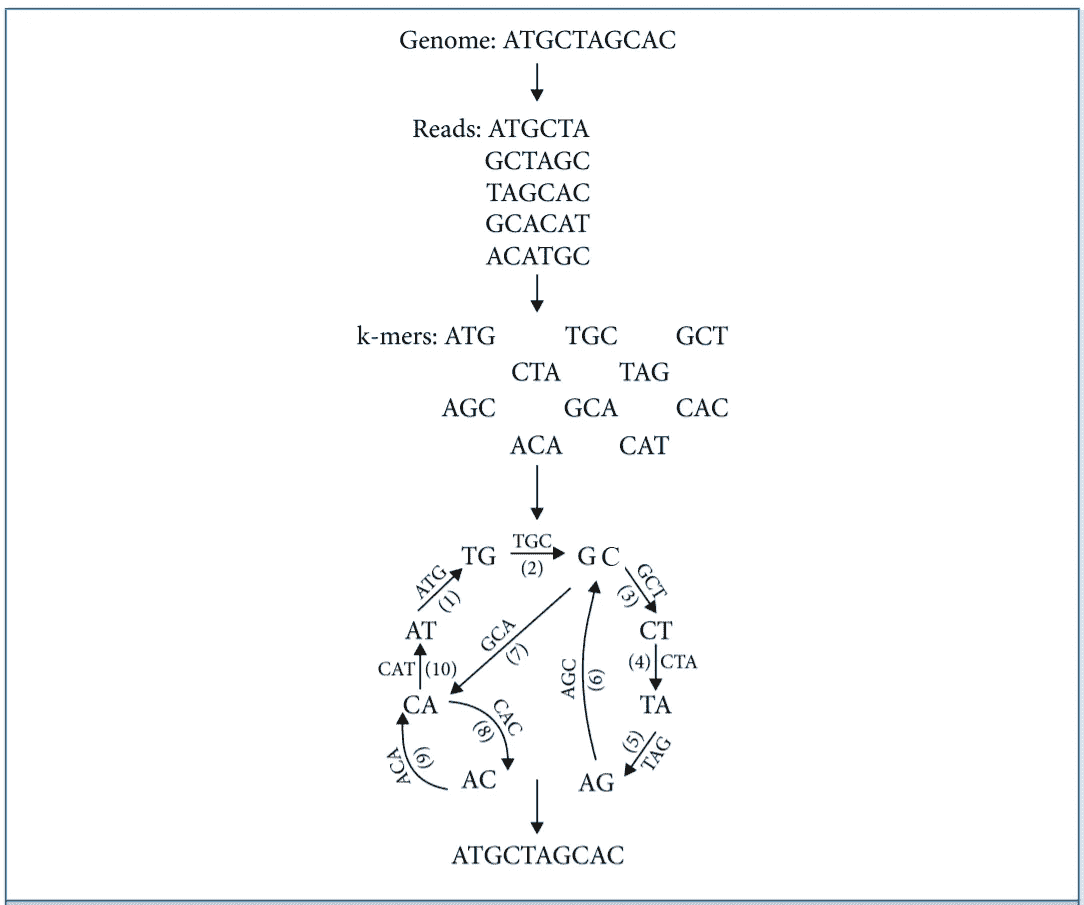 Genome: ATGCTAGCAC
Reads: ATGCTA
GCTAGC
TAGCAC
GCACAT
ACATGC
k-mers: ATG TGC GCT
CTA TAG
AGC GCA CAC
ACA CAT
TG TGC (2) GC
ATG (1)
GCT (3)
AT
CT
GCA (7)
CAT (10)
AGC (6)
(4) CTA
CA
TA
CAC (8)
(5) TAG
ACA (9)
AC
AG
ATGCTAGCAC